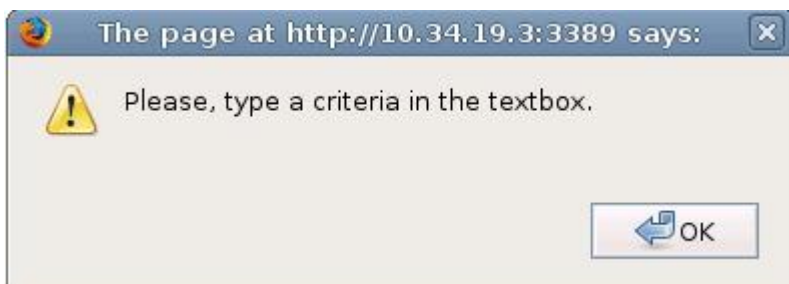 The page at http://10.34.19.3:3389 says:
Please, type a criteria in the textbox.
OK